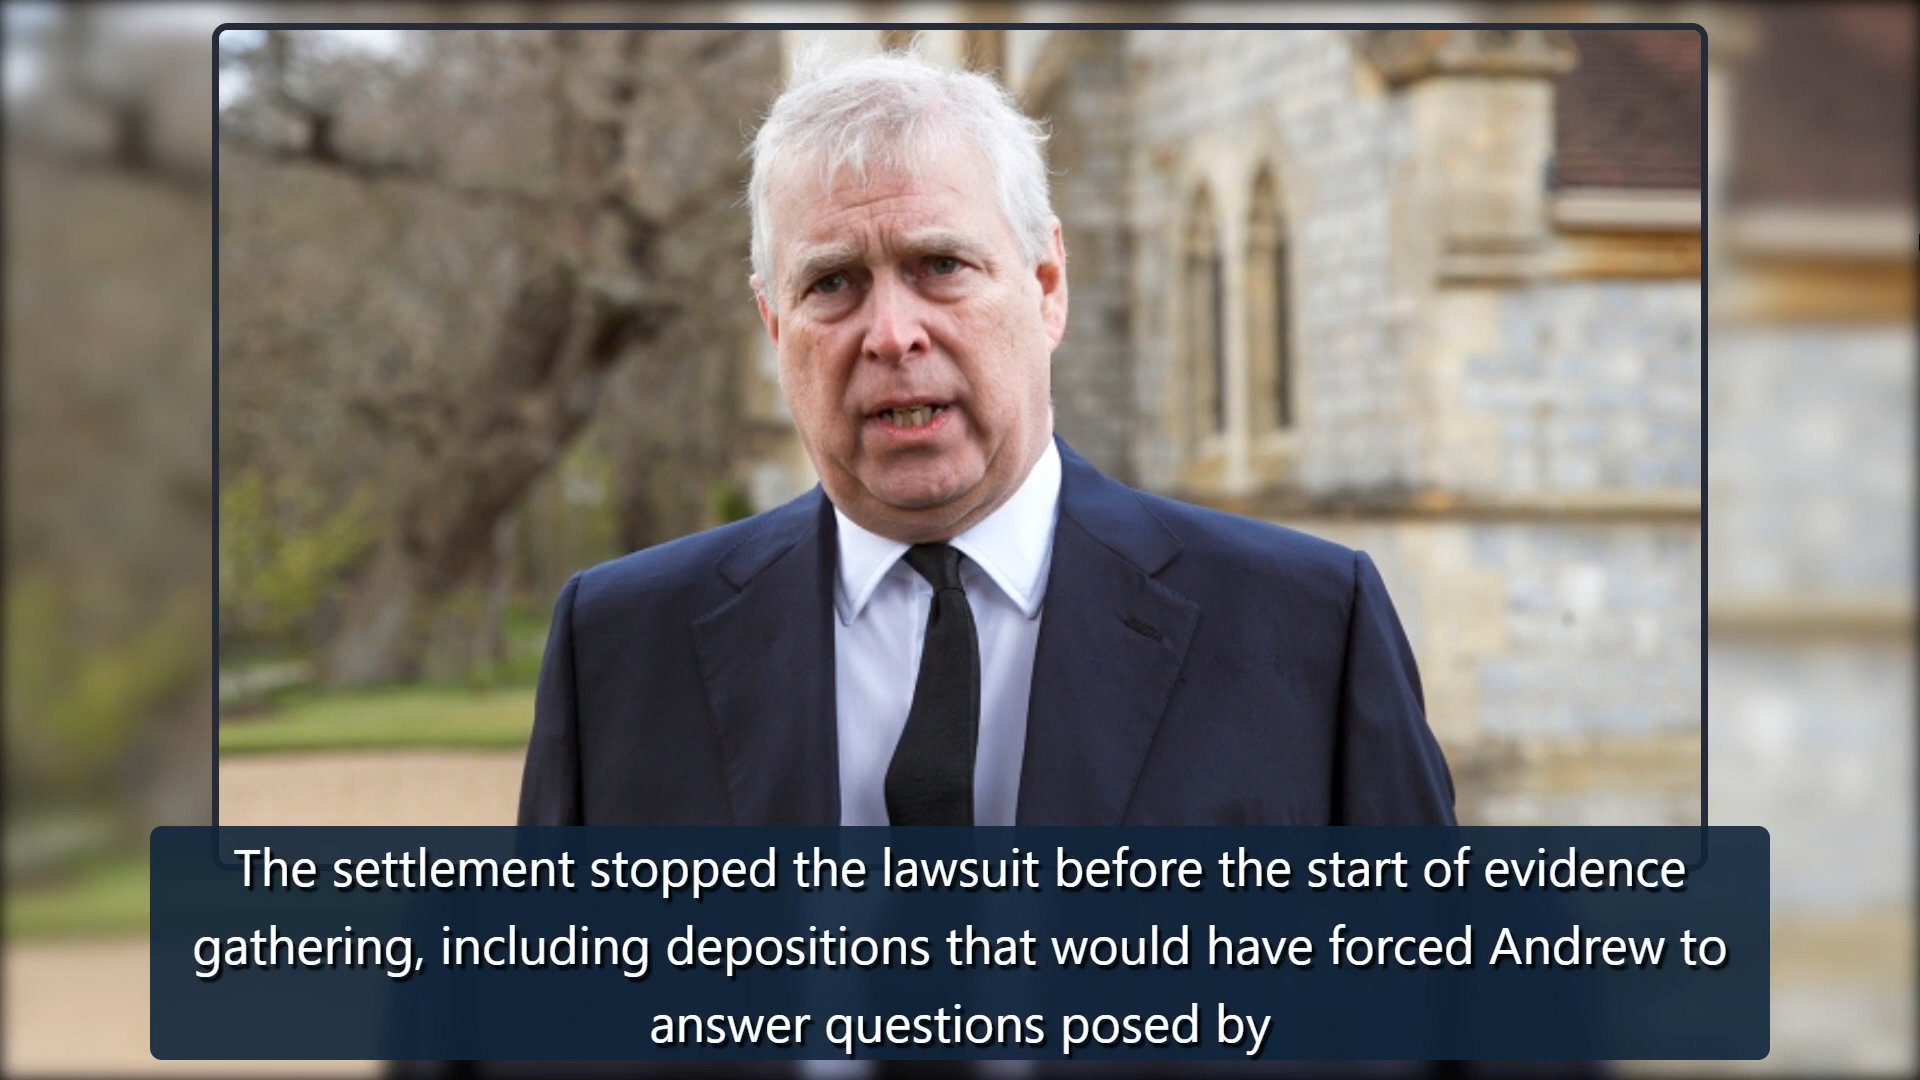 The settlement stopped the lawsuit before the start of evidence
gathering, including depositions that would have forced Andrew to
answer questions posed by